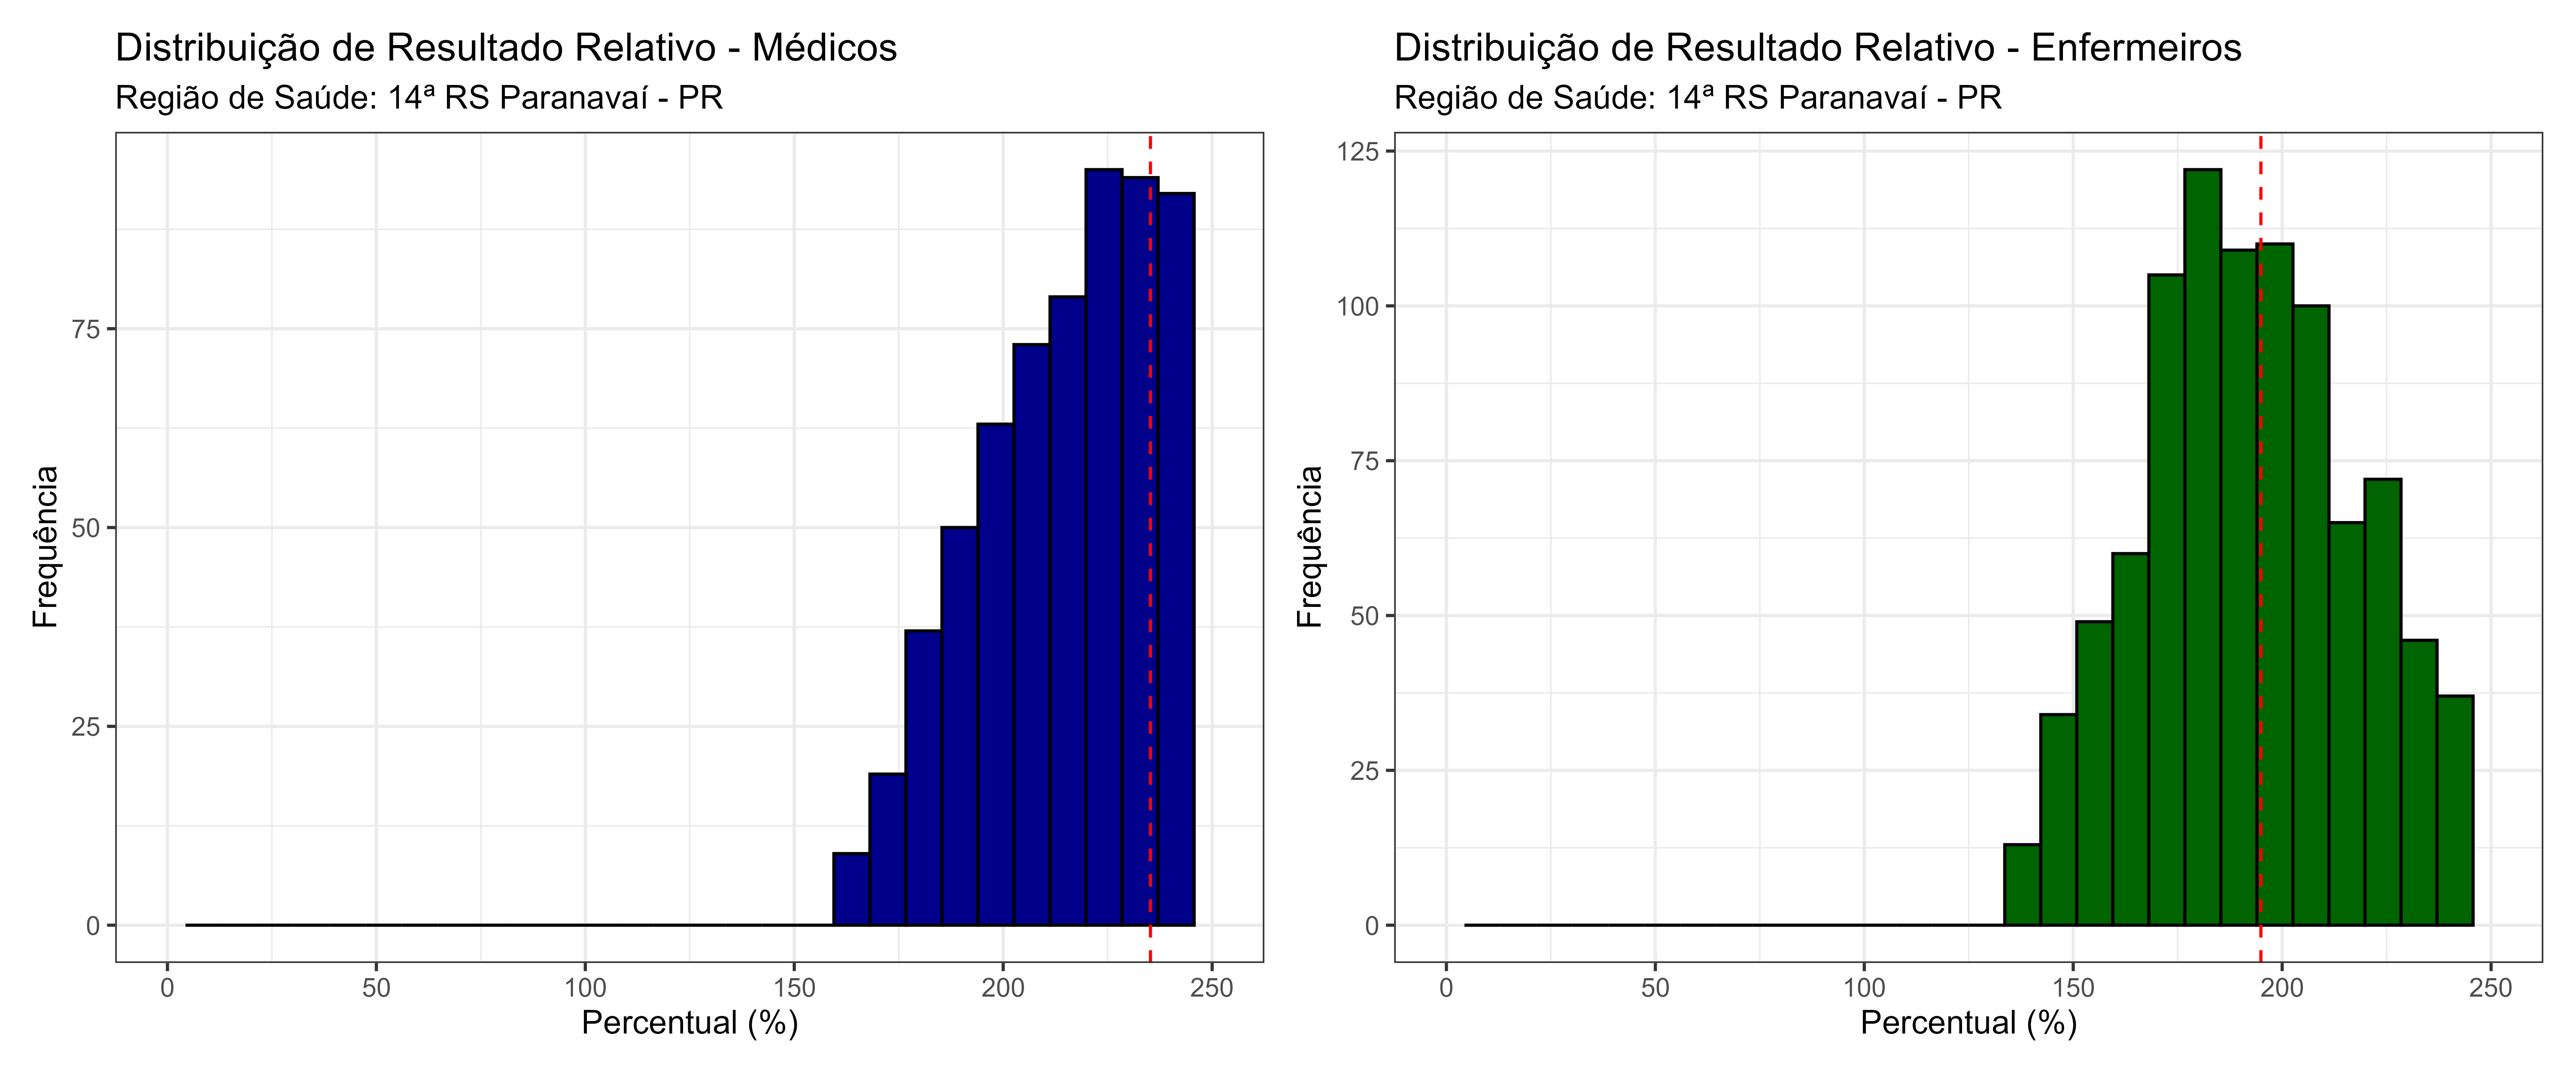 Distribuição de Resultado Relativo - Médicos
Região de Saúde: 14ª RS Paranavaí - PR
Frequência
75
50
25
0
0 50 100 150 200 250
Percentual (%)
Distribuição de Resultado Relativo - Enfermeiros
Região de Saúde: 14ª RS Paranavaí - PR
Frequência
125
100
75
50
25
0
0 50 100 150 200 250
Percentual (%)